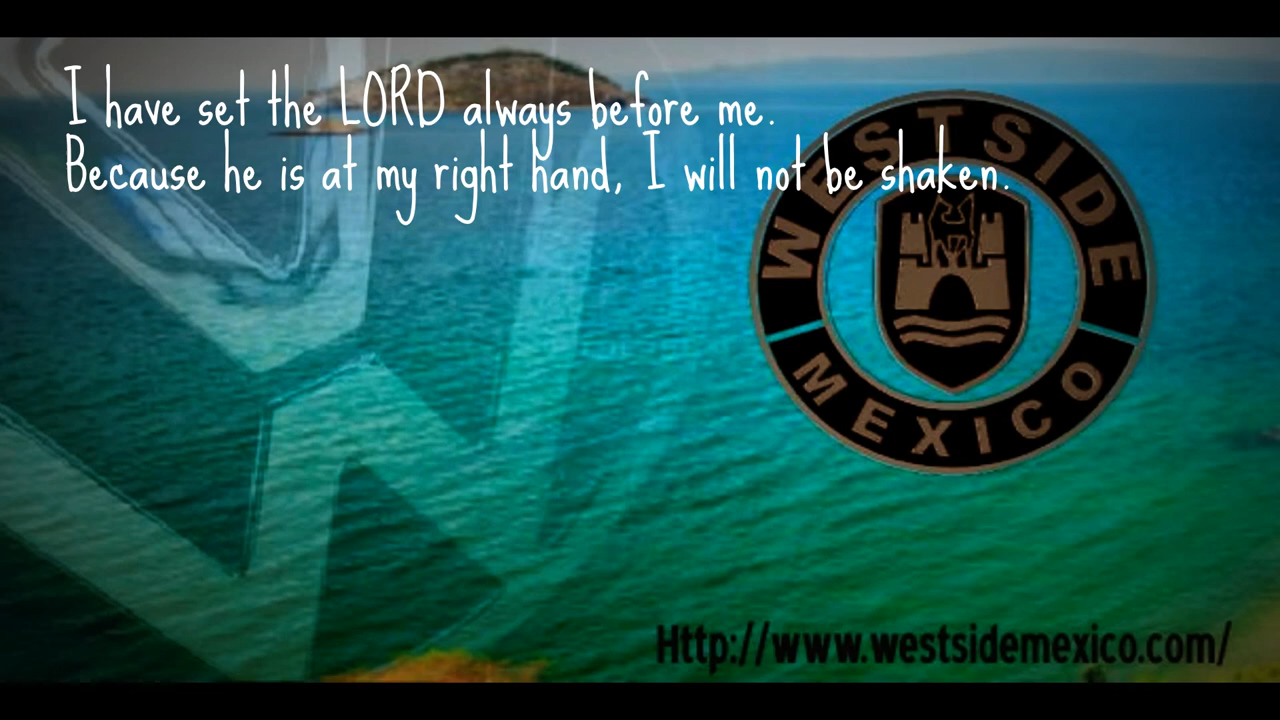 I have set the LORD always before me.
Because he is at my right hand, I will not be shaken.
WESTSIDE
MEXICO
Http://www.westsidemexico.com/